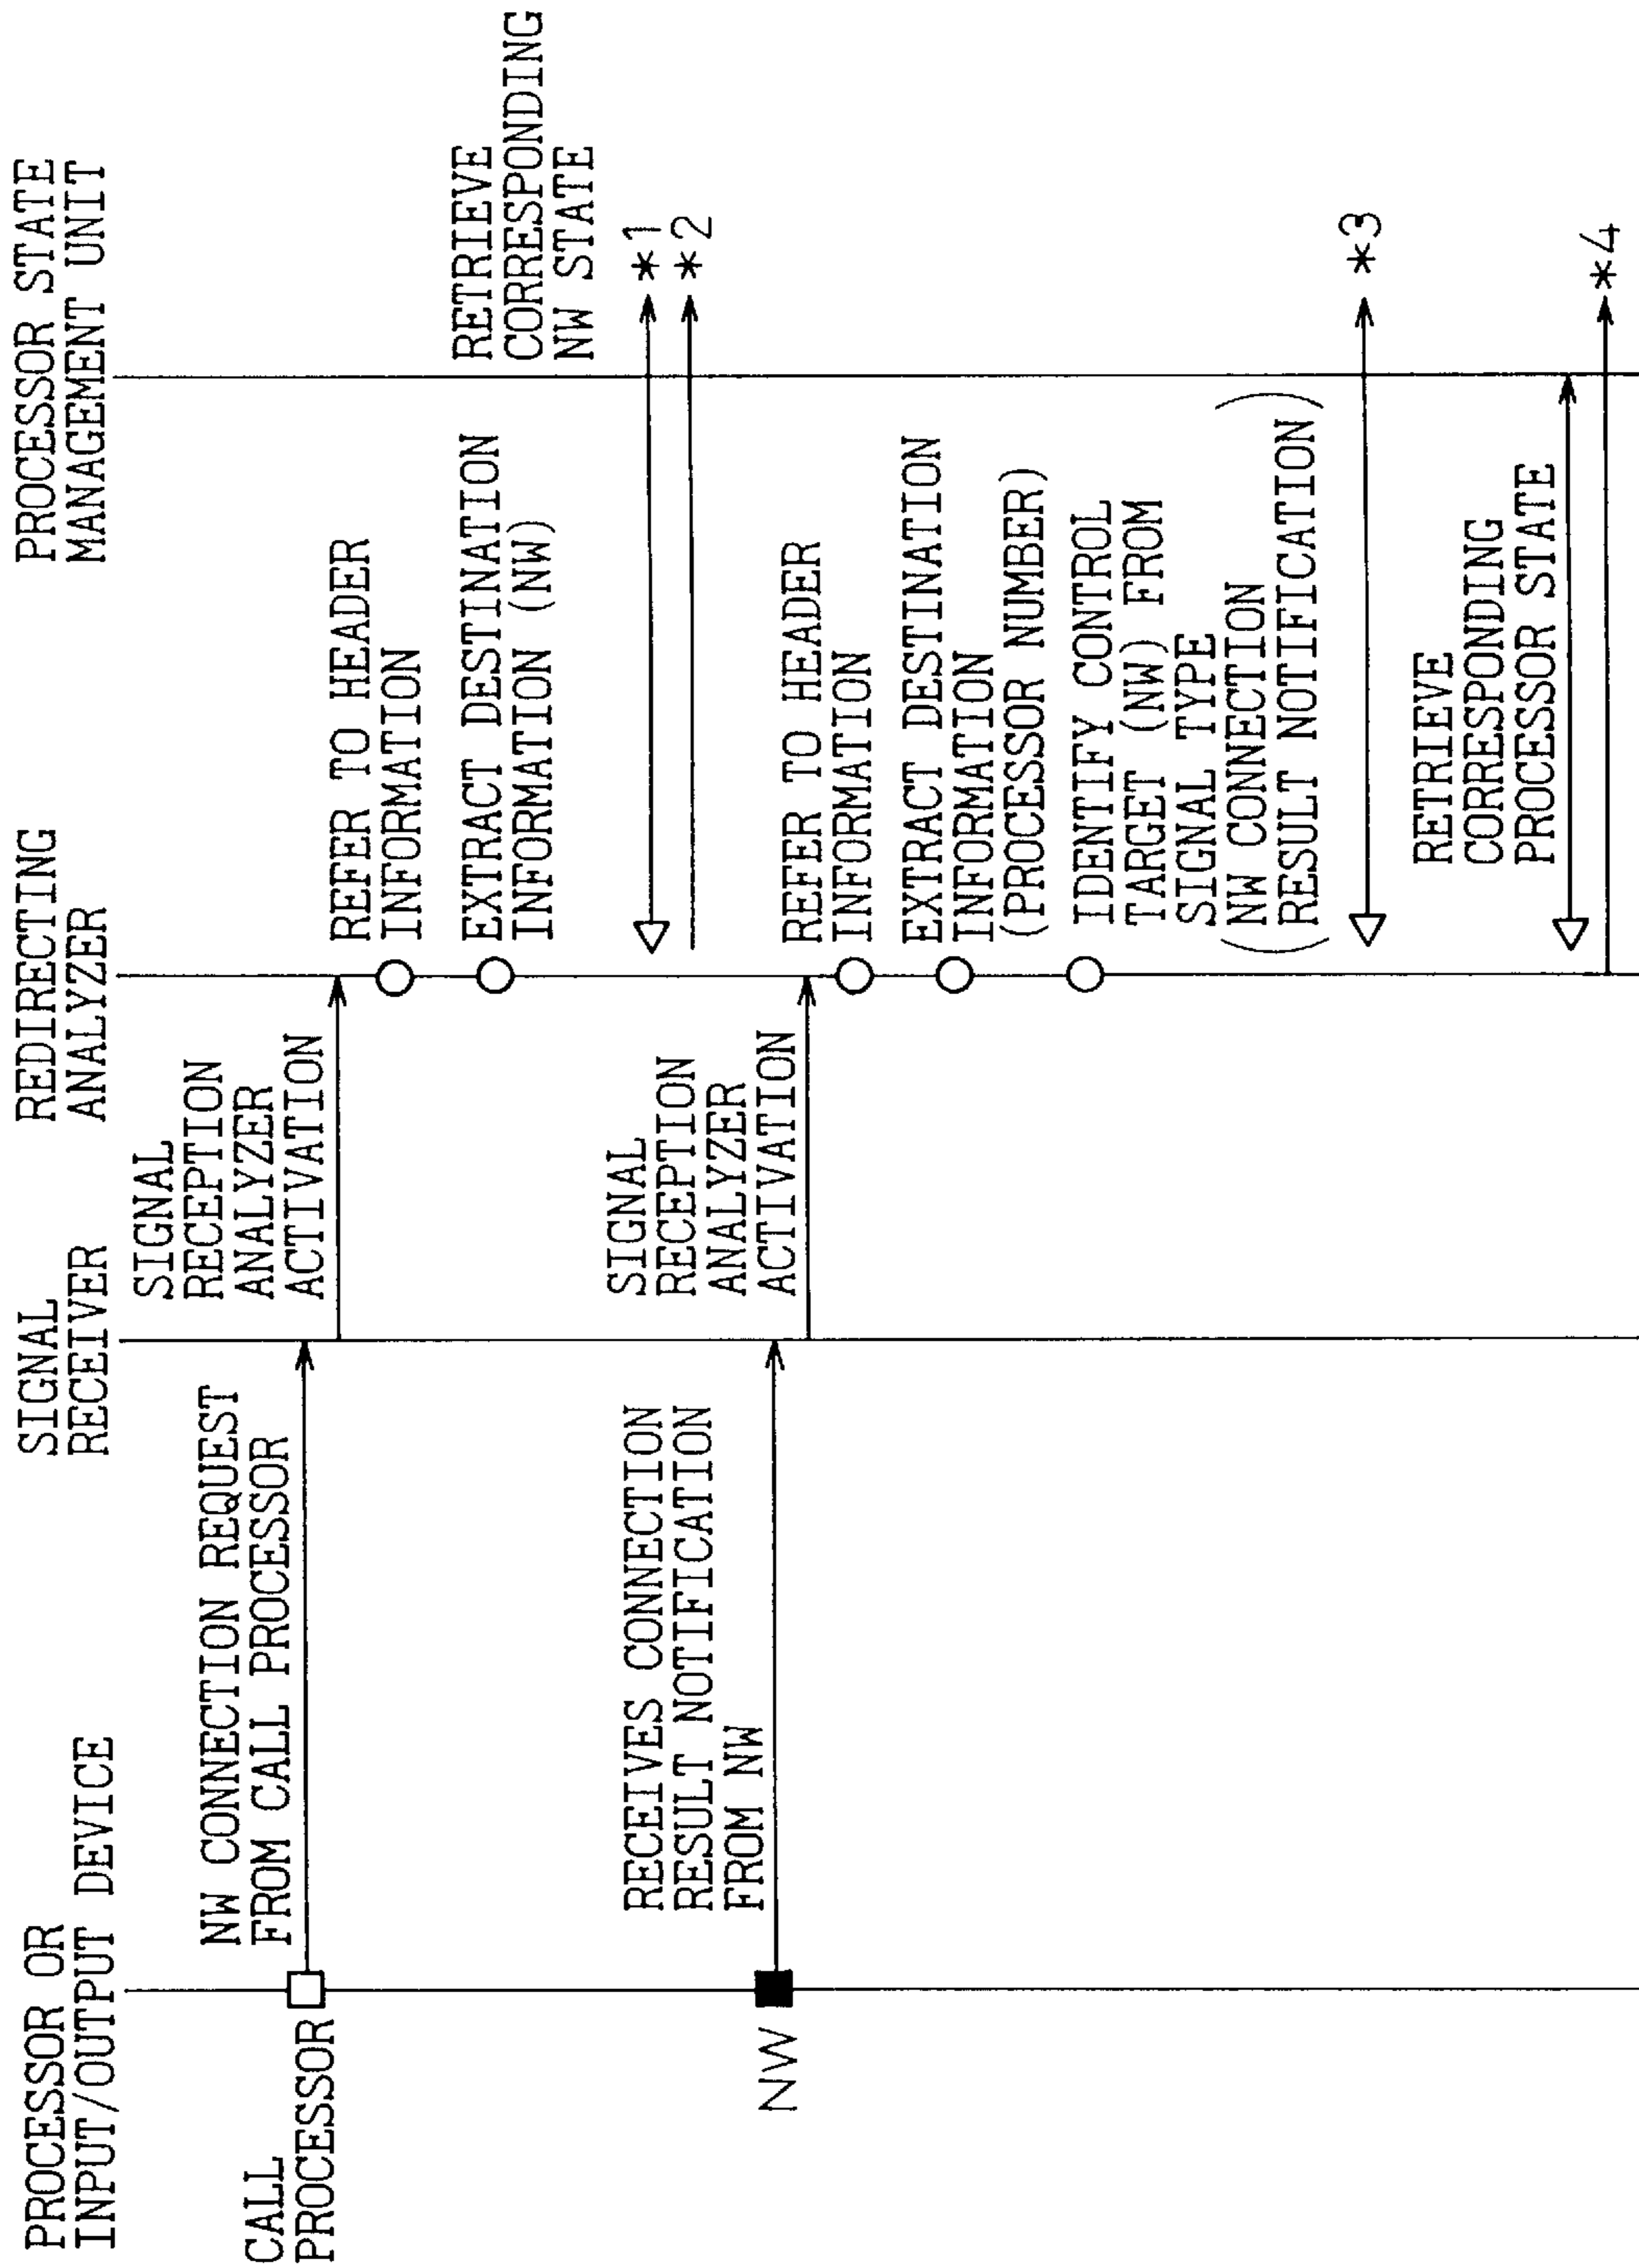 PROCESSOR OR
INPUT/OUTPUT DEVICE
SIGNAL
RECEIVER
REDIRECTING
ANALYZER
PROCESSOR STATE
MANAGEMENT UNIT
CALL
PROCESSOR
NW CONNECTION REQUEST
FROM CALL PROCESSOR
SIGNAL
RECEPTION
ANALYZER
ACTIVATION
REFER TO HEADER
INFORMATION
EXTRACT DESTINATION
INFORMATION (NW)
RETRIEVE
CORRESPONDING
NW STATE
*1
*2
NW
RECEIVES CONNECTION
RESULT NOTIFICATION
FROM NW
SIGNAL
RECEPTION
ANALYZER
ACTIVATION
REFER TO HEADER
INFORMATION
EXTRACT DESTINATION
INFORMATION
(PROCESSOR NUMBER)
IDENTIFY CONTROL
TARGET (NW) FROM
SIGNAL TYPE
(NW CONNECTION
RESULT NOTIFICATION)
*3
RETRIEVE
CORRESPONDING
PROCESSOR STATE
*4